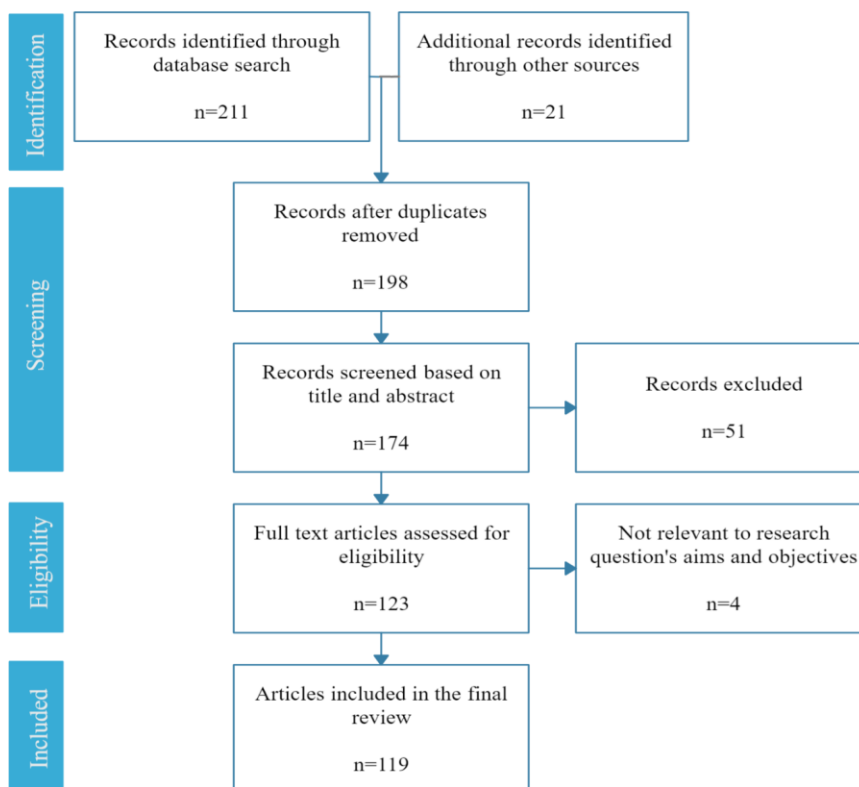 Identification
Records identified through
database search
n=211
Additional records identified
through other sources
n=21
Screening
Records after duplicates
removed
n=198
Records screened based on
title and abstract
n=174
Records excluded
n=51
Eligibility
Full text articles assessed for
eligibility
n=123
Not relevant to research
question's aims and objectives
n=4
Included
Articles included in the final
review
n=119